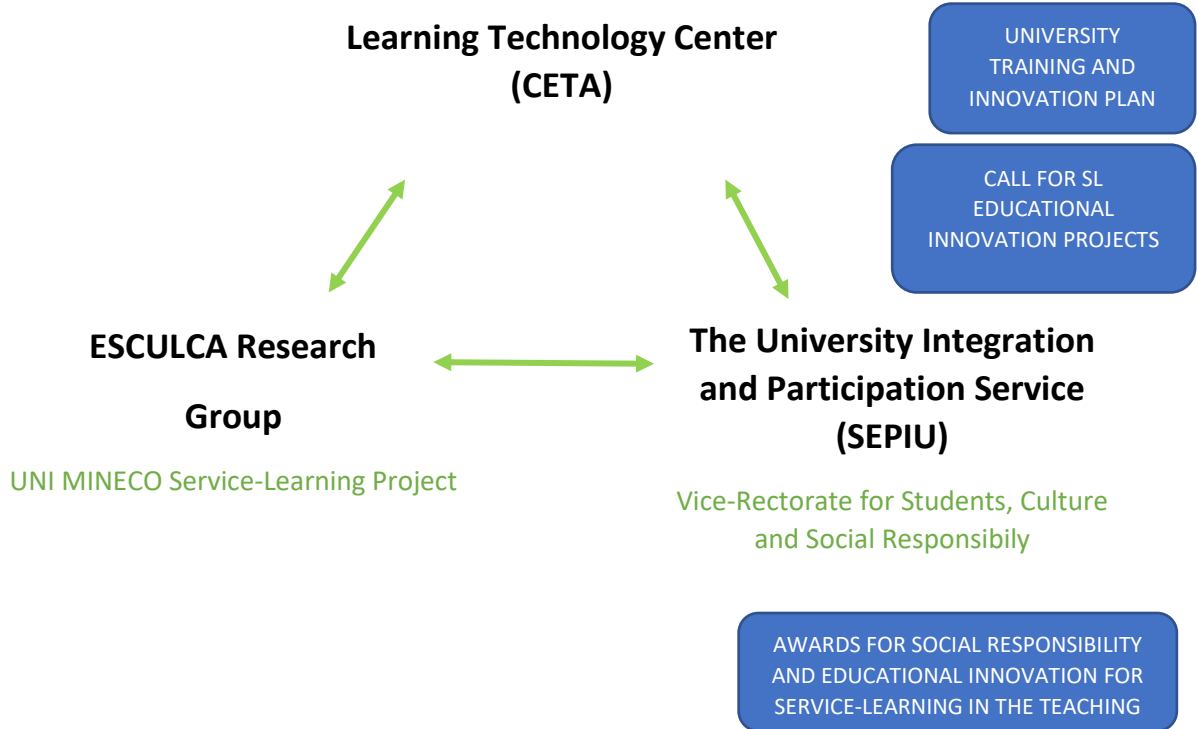 Learning Technology Center
(CETA)
UNIVERSITY
TRAINING AND
INNOVATION PLAN
CALL FOR SL
EDUCATIONAL
INNOVATION PROJECTS
ESCULCA Research
Group
UNI MINECO Service-Learning Project
The University Integration
and Participation Service
(SEPIU)
Vice-Rectorate for Students, Culture
and Social Responsibily
AWARDS FOR SOCIAL RESPONSIBILITY
AND EDUCATIONAL INNOVATION FOR
SERVICE-LEARNING IN THE TEACHING